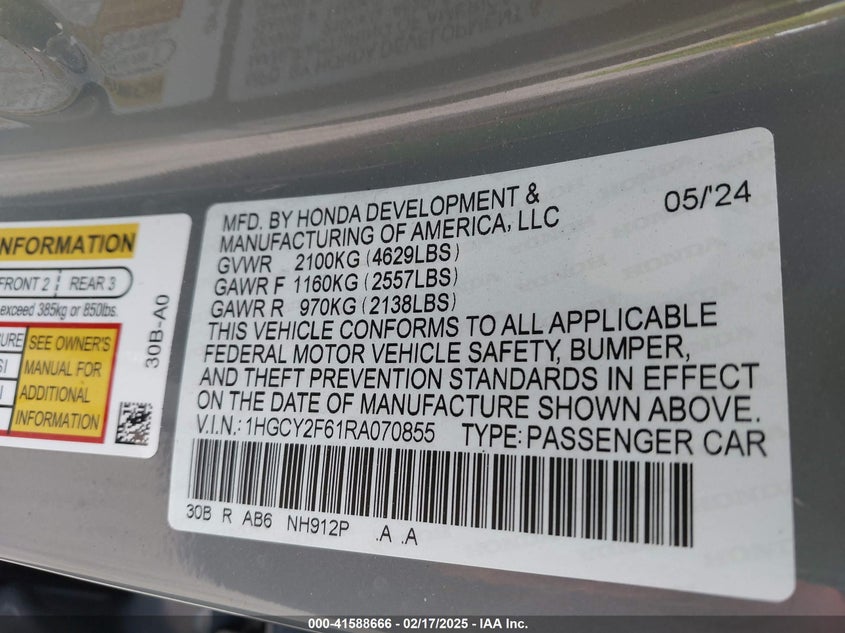 NFORMATION
FRONT 2 | REAR 3
exceed 385kg or 850lbs.
SEE OWNER'S
MANUAL FOR
ADDITIONAL
INFORMATION
30B-A0
05/'24
MFD. BY HONDA DEVELOPMENT &
MANUFACTURING OF AMERICA, LLC
GVWR 2100KG (4629LBS)
GAWR F 1160KG (2557LBS)
GAWR R 970KG (2138LBS)
THIS VEHICLE CONFORMS TO ALL APPLICABLE
FEDERAL MOTOR VEHICLE SAFETY, BUMPER,
AND THEFT PREVENTION STANDARDS IN EFFECT
ON THE DATE OF MANUFACTURE SHOWN ABOVE.
V.I.N.: 1HGCY2F61RA070855 TYPE: PASSENGER CAR
30B R AB6 NH912P .A .A
000-41588666 - 02/17/2025 - IAA Inc.